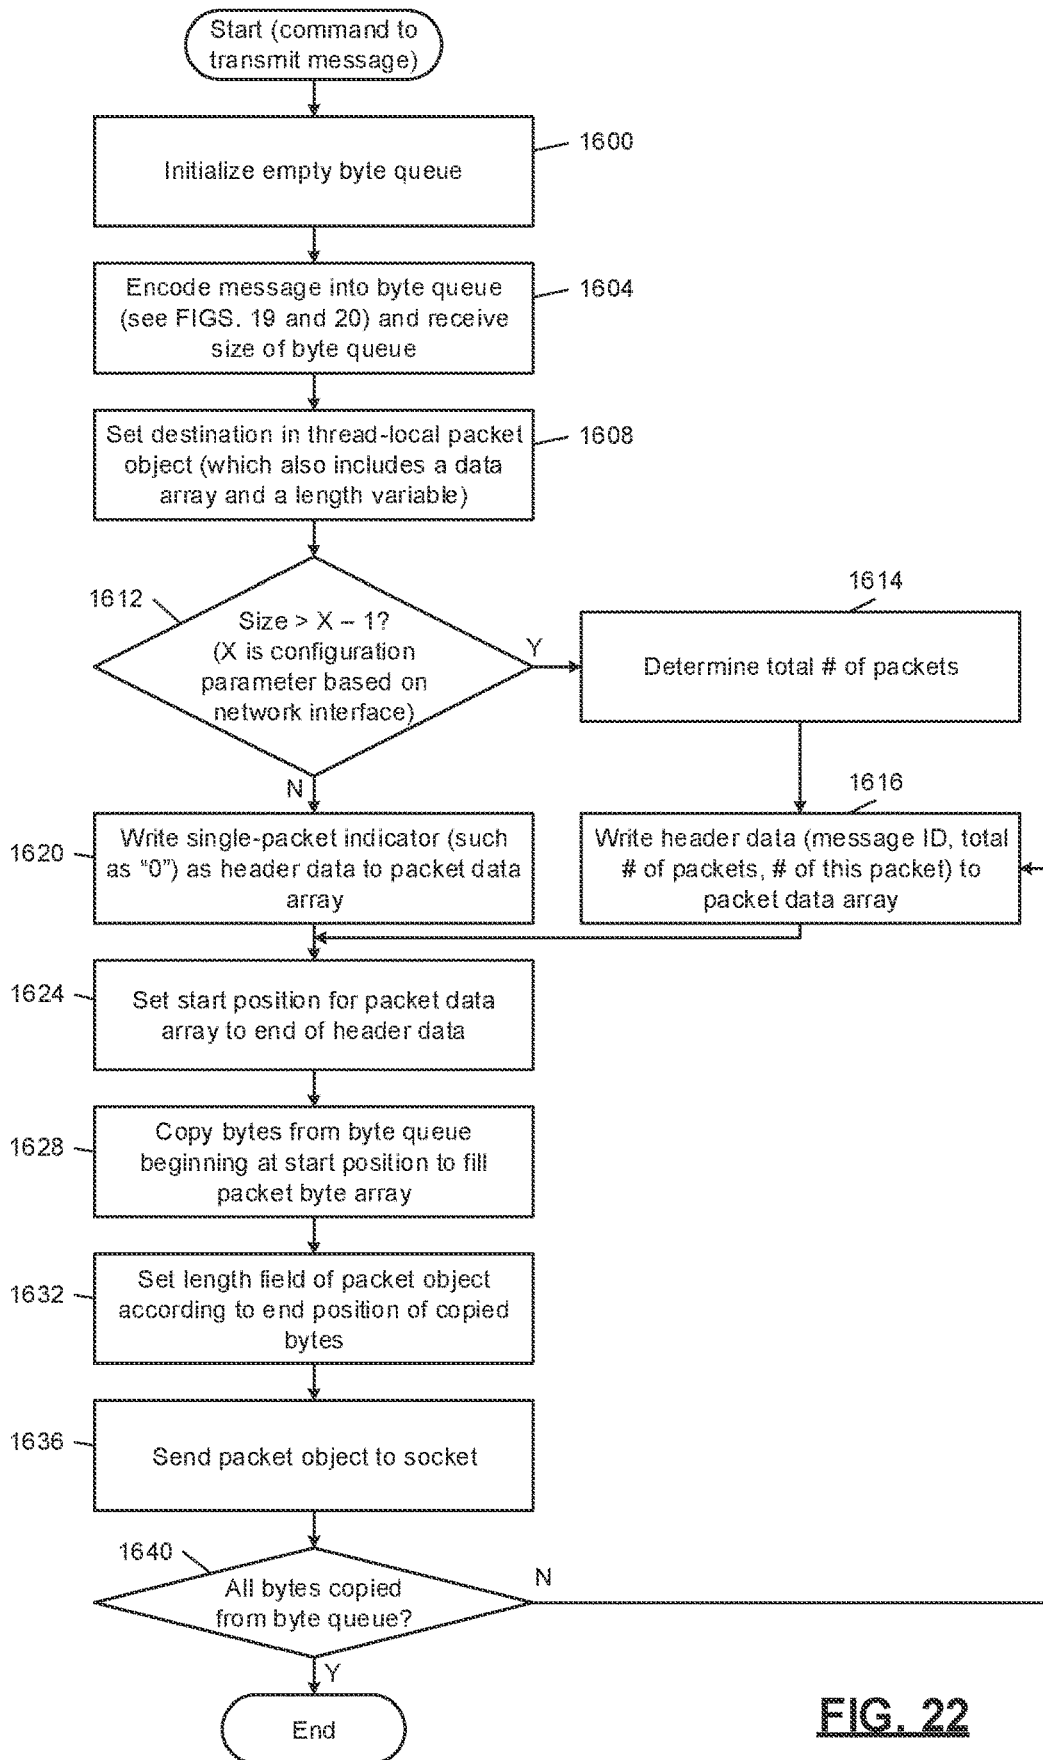 Start (command to
transmit message)
1600
Initialize empty byte queue
1604
Encode message into byte queue
(see FIGS. 19 and 20) and receive
size of byte queue
1608
Set destination in thread-local packet
object (which also includes a data
array and a length variable)
1612
Size > X – 1?
(X is configuration
parameter based on
network interface)
Y
N
1614
Determine total # of packets
1616
Write header data (message ID, total
# of packets, # of this packet) to
packet data array
1620
Write single-packet indicator (such
as “0”) as header data to packet data
array
1624
Set start position for packet data
array to end of header data
1628
Copy bytes from byte queue
beginning at start position to fill
packet byte array
1632
Set length field of packet object
according to end position of copied
bytes
1636
Send packet object to socket
1640
All bytes copied
from byte queue?
N
Y
End
FIG. 22